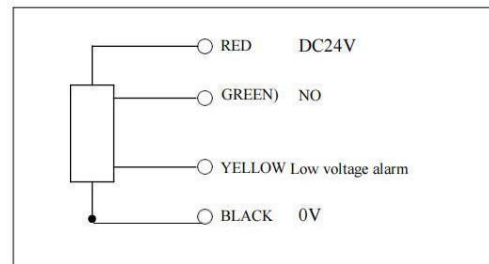 RED DC24V
GREEN) NO
YELLOW Low voltage alarm
BLACK 0V